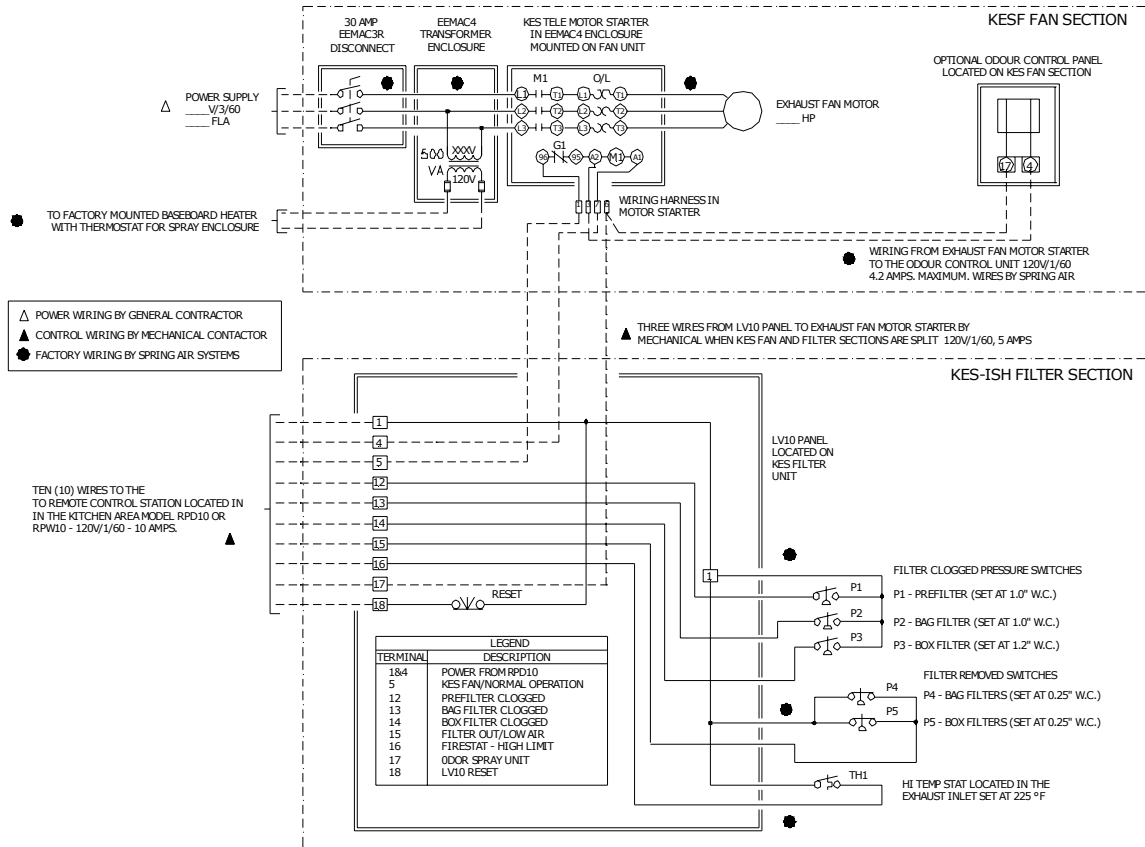 KESF FAN SECTION
30 AMP
EEMAC3R
DISCONNECT
EEMAC4
TRANSFORMER
ENCLOSURE
KES TELE MOTOR STARTER
IN EEMAC4 ENCLOSURE
MOUNTED ON FAN UNIT
OPTIONAL ODOUR CONTROL PANEL
LOCATED ON KES FAN SECTION
M1 O/L
L1 T1 L1 T1
L2 T2 L2 T2
L3 T3 L3 T3
POWER SUPPLY
____V/3/60
____ FLA
EXHAUST FAN MOTOR
____ HP
500
VA
XXXV
120V
G1
96 95 A2 M1 A1
17 4
WIRING HARNESS IN
MOTOR STARTER
TO FACTORY MOUNTED BASEBOARD HEATER
WITH THERMOSTAT FOR SPRAY ENCLOSURE
WIRING FROM EXHAUST FAN MOTOR STARTER
TO THE ODOUR CONTROL UNIT 120V/1/60
4.2 AMPS. MAXIMUM. WIRES BY SPRING AIR
POWER WIRING BY GENERAL CONTRACTOR
CONTROL WIRING BY MECHANICAL CONTACTOR
FACTORY WIRING BY SPRING AIR SYSTEMS
THREE WIRES FROM LV10 PANEL TO EXHAUST FAN MOTOR STARTER BY
MECHANICAL WHEN KES FAN AND FILTER SECTIONS ARE SPLIT 120V/1/60, 5 AMPS
KES-ISH FILTER SECTION
LV10 PANEL
LOCATED ON
KES FILTER
UNIT
1
4
5
12
13
14
15
16
17
18
RESET
TEN (10) WIRES TO THE
TO REMOTE CONTROL STATION LOCATED IN
IN THE KITCHEN AREA MODEL RPD10 OR
RPW10 - 120V/1/60 - 10 AMPS.
1
FILTER CLOGGED PRESSURE SWITCHES
P1
P1 - PREFILTER (SET AT 1.0" W.C.)
P2
P2 - BAG FILTER (SET AT 1.0" W.C.)
P3
P3 - BOX FILTER (SET AT 1.2" W.C.)
FILTER REMOVED SWITCHES
P4
P4 - BAG FILTERS (SET AT 0.25" W.C.)
P5
P5 - BOX FILTERS (SET AT 0.25" W.C.)
TH1
HI TEMP STAT LOCATED IN THE
EXHAUST INLET SET AT 225 °F
LEGEND
TERMINAL DESCRIPTION
1&4 POWER FROM RPD10
5 KES FAN/NORMAL OPERATION
12 PREFILTER CLOGGED
13 BAG FILTER CLOGGED
14 BOX FILTER CLOGGED
15 FILTER OUT/LOW AIR
16 FIRESTAT - HIGH LIMIT
17 0DOR SPRAY UNIT
18 LV10 RESET